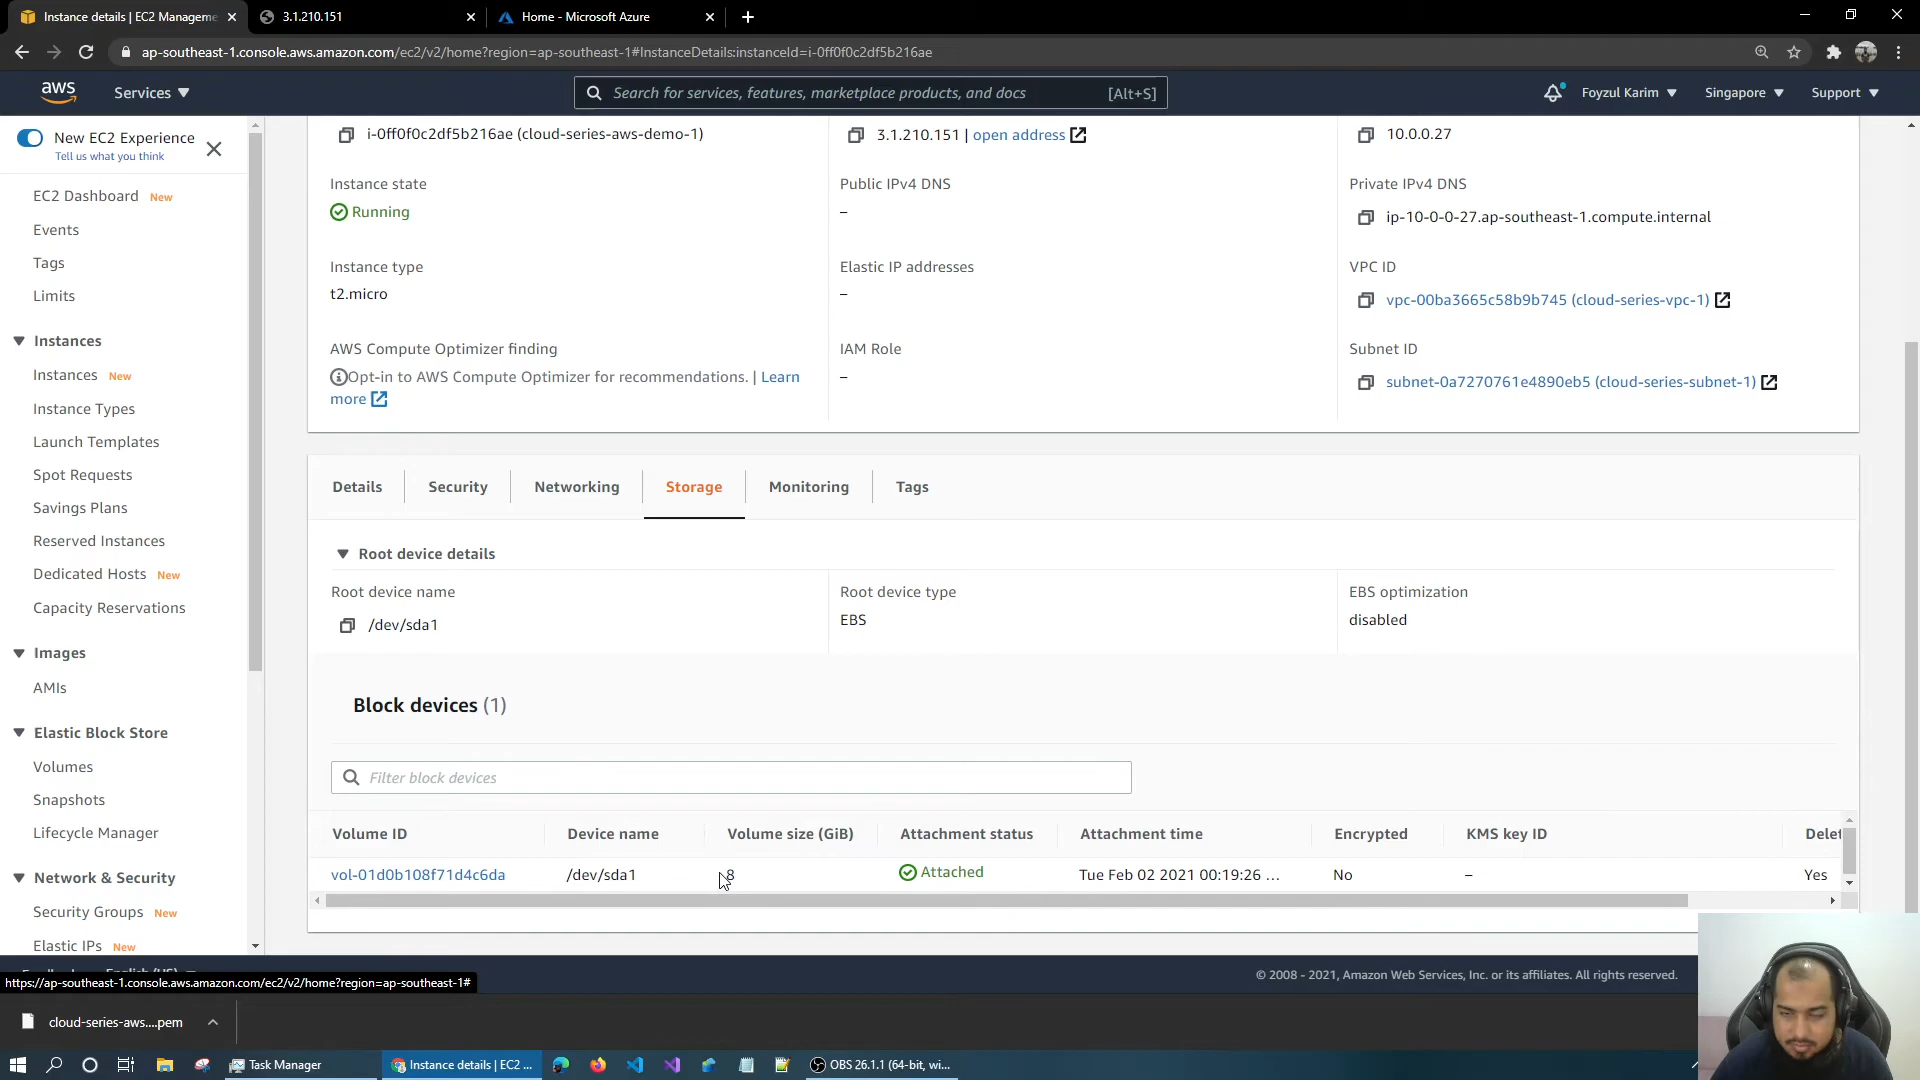 Instance details | EC2 Manageme
3.1.210.151
Home - Microsoft Azure
ap-southeast-1.console.aws.amazon.com/ec2/v2/home?region=ap-southeast-1#InstanceDetails:instanceId=i-0ff0f0c2df5b216ae
aws
Services
Search for services, features, marketplace products, and docs
[Alt+S]
Foyzul Karim
Singapore
Support
New EC2 Experience
Tell us what you think
EC2 Dashboard New
Events
Tags
Limits
Instances
Instances New
Instance Types
Launch Templates
Spot Requests
Savings Plans
Reserved Instances
Dedicated Hosts New
Capacity Reservations
Images
AMIs
Elastic Block Store
Volumes
Snapshots
Lifecycle Manager
Network & Security
Security Groups New
Elastic IPs New
i-0ff0f0c2df5b216ae (cloud-series-aws-demo-1)
3.1.210.151 | open address
10.0.0.27
Instance state
Running
Public IPv4 DNS
–
Private IPv4 DNS
ip-10-0-0-27.ap-southeast-1.compute.internal
Instance type
t2.micro
Elastic IP addresses
–
VPC ID
vpc-00ba3665c58b9b745 (cloud-series-vpc-1)
AWS Compute Optimizer finding
Opt-in to AWS Compute Optimizer for recommendations. | Learn
more
IAM Role
–
Subnet ID
subnet-0a7270761e4890eb5 (cloud-series-subnet-1)
Details
Security
Networking
Storage
Monitoring
Tags
Root device details
Root device name
/dev/sda1
Root device type
EBS
EBS optimization
disabled
Block devices (1)
Filter block devices
Volume ID
Device name
Volume size (GiB)
Attachment status
Attachment time
Encrypted
KMS key ID
Delet
vol-01d0b108f71d4c6da
/dev/sda1
8
Attached
Tue Feb 02 2021 00:19:26 ...
No
–
Yes
© 2008 - 2021, Amazon Web Services, Inc. or its affiliates. All rights reserved.
https://ap-southeast-1.console.aws.amazon.com/ec2/v2/home?region=ap-southeast-1#
cloud-series-aws....pem
Task Manager
Instance details | EC2 ...
OBS 26.1.1 (64-bit, wi...